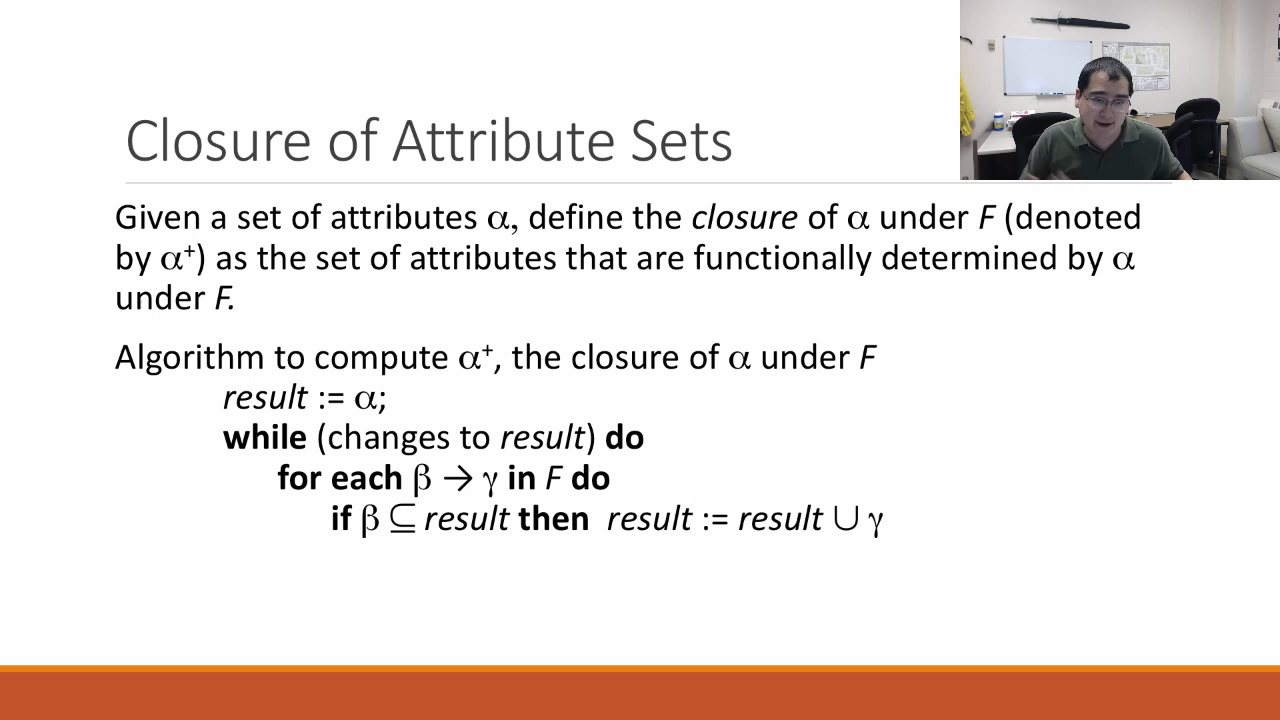 Closure of Attribute Sets
Given a set of attributes α, define the closure of α under F (denoted
by α⁺) as the set of attributes that are functionally determined by α
under F.
Algorithm to compute α⁺, the closure of α under F
result := α;
while (changes to result) do
for each β → γ in F do
if β ⊆ result then result := result ∪ γ